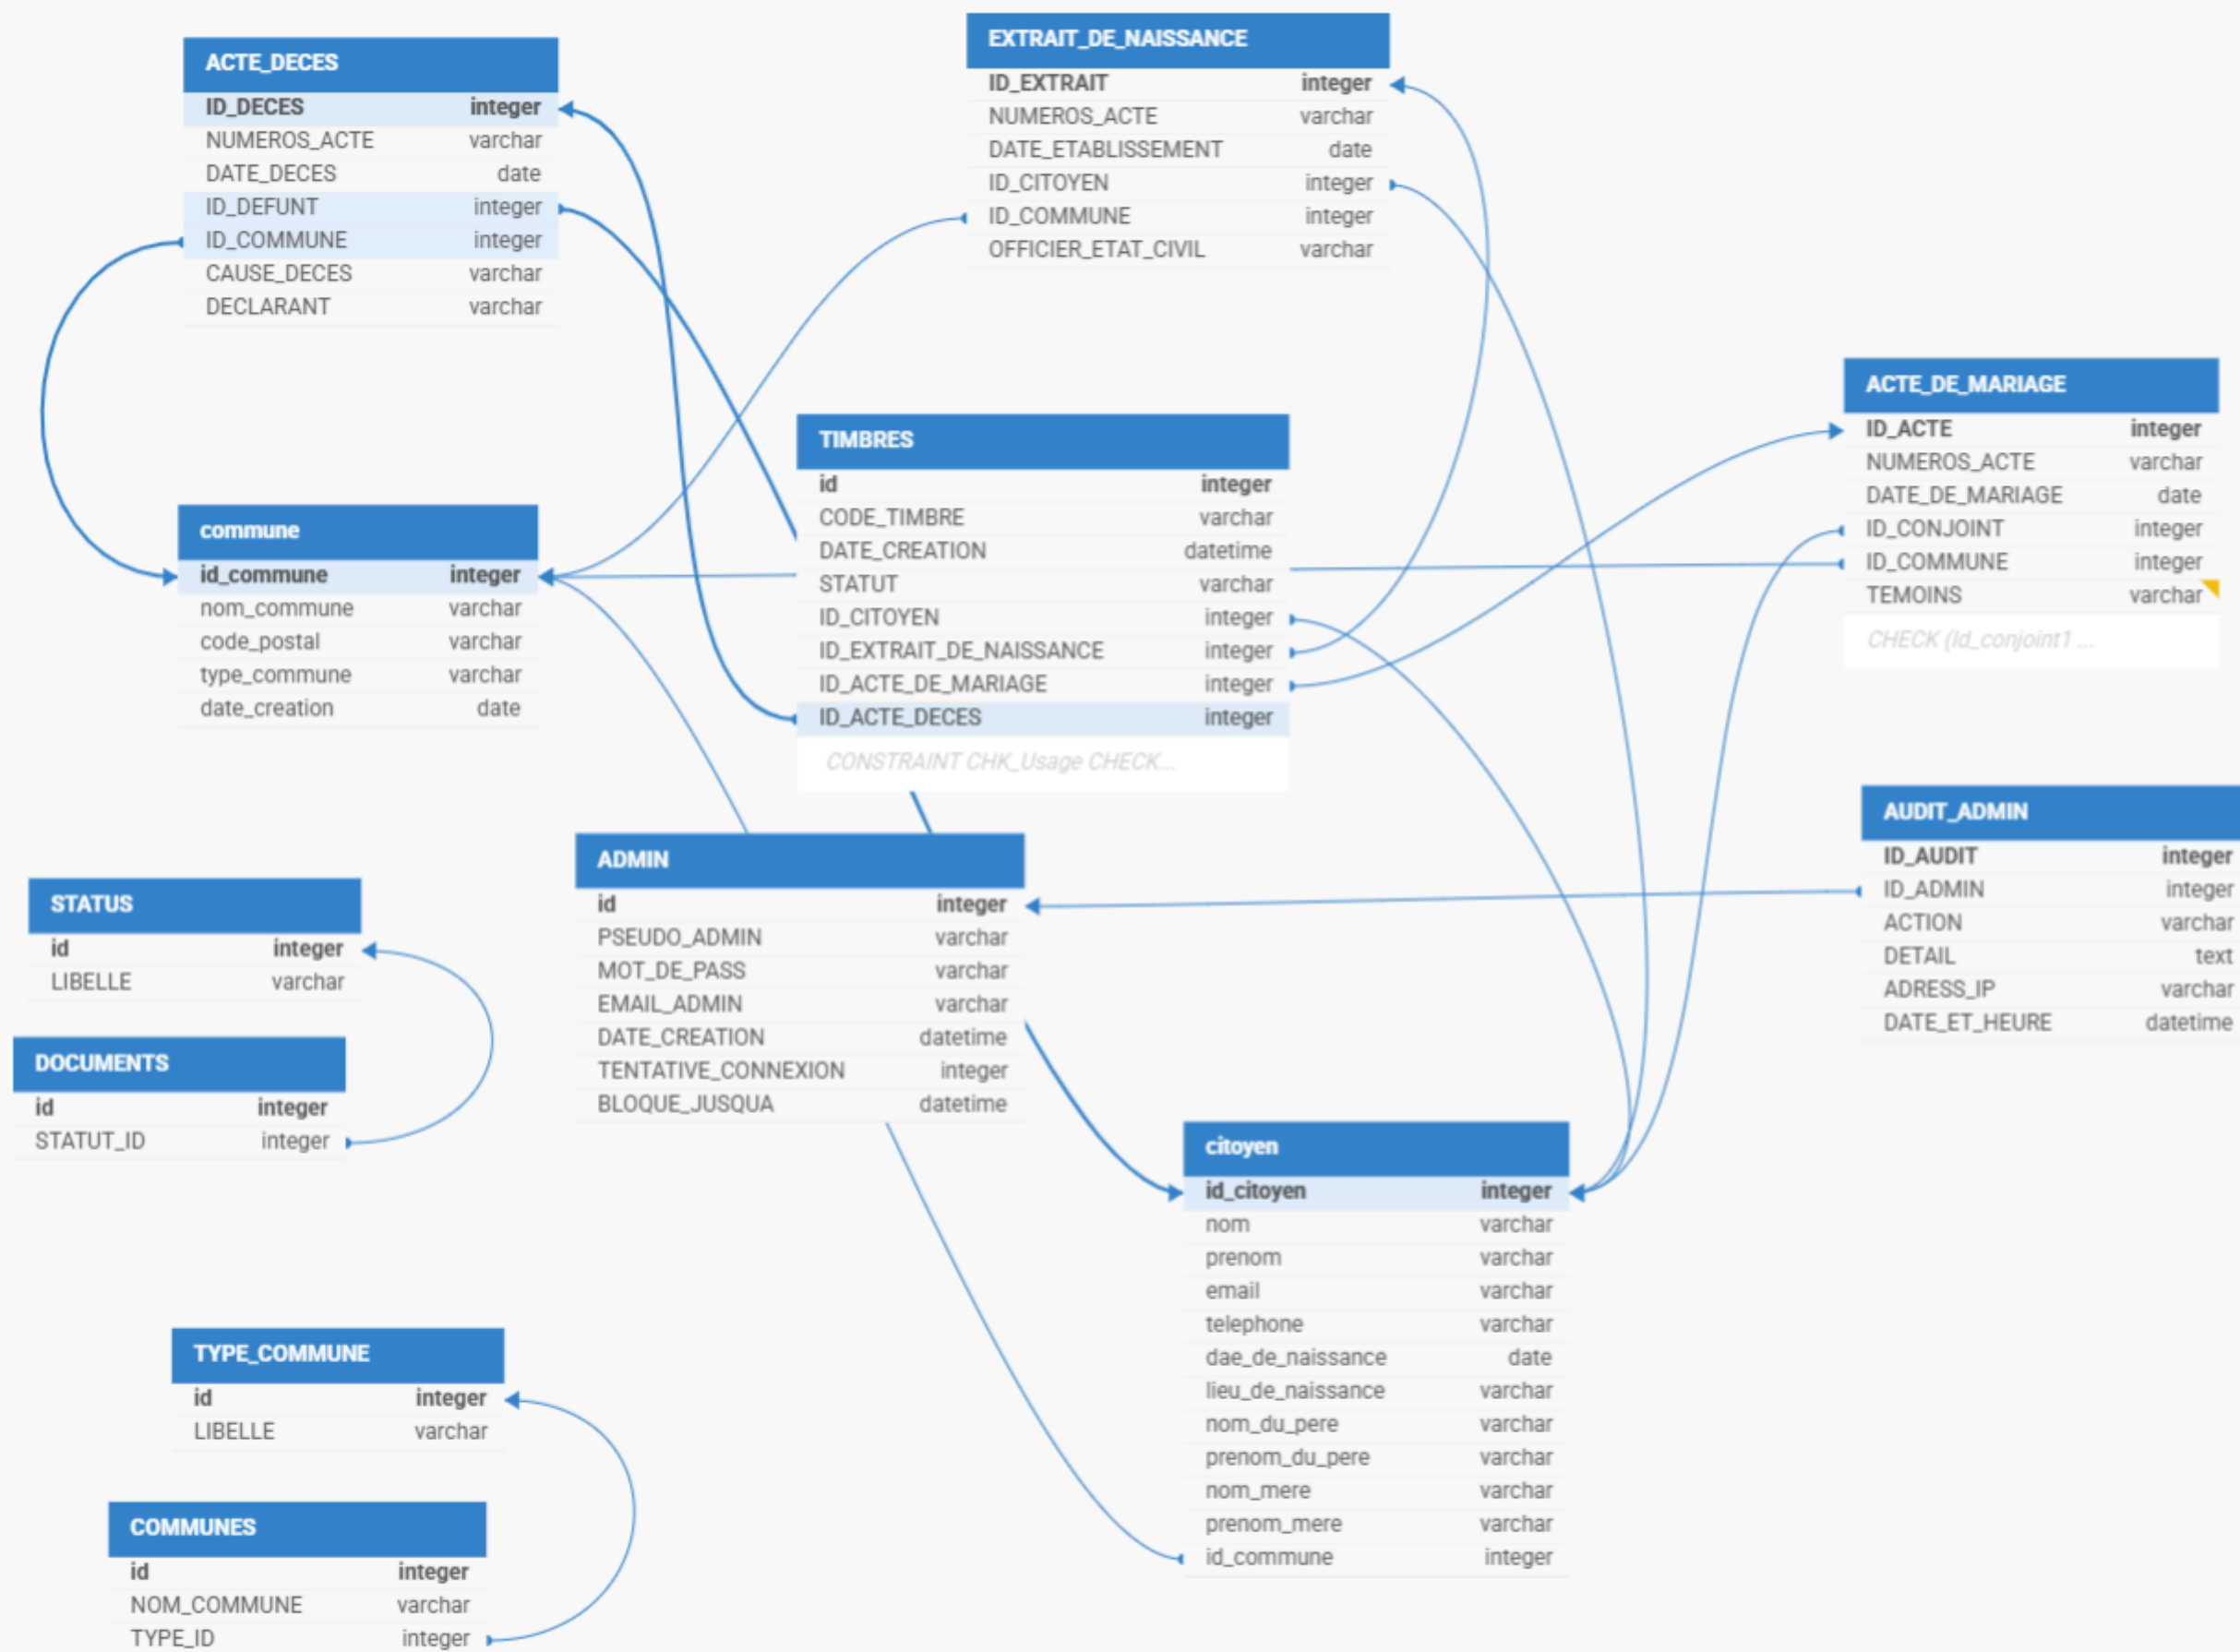 ACTE_DECES
ID_DECES integer
NUMEROS_ACTE varchar
DATE_DECES date
ID_DEFUNT integer
ID_COMMUNE integer
CAUSE_DECES varchar
DECLARANT varchar
EXTRAIT_DE_NAISSANCE
ID_EXTRAIT integer
NUMEROS_ACTE varchar
DATE_ETABLISSEMENT date
ID_CITOYEN integer
ID_COMMUNE integer
OFFICIER_ETAT_CIVIL varchar
ACTE_DE_MARIAGE
ID_ACTE integer
NUMEROS_ACTE varchar
DATE_DE_MARIAGE date
ID_CONJOINT integer
ID_COMMUNE integer
TEMOINS varchar
CHECK (Id_conjoint1 ...
TIMBRES
id integer
CODE_TIMBRE varchar
DATE_CREATION datetime
STATUT varchar
ID_CITOYEN integer
ID_EXTRAIT_DE_NAISSANCE integer
ID_ACTE_DE_MARIAGE integer
ID_ACTE_DECES integer
CONSTRAINT CHK_Usage CHECK...
commune
id_commune integer
nom_commune varchar
code_postal varchar
type_commune varchar
date_creation date
AUDIT_ADMIN
ID_AUDIT integer
ID_ADMIN integer
ACTION varchar
DETAIL text
ADRESS_IP varchar
DATE_ET_HEURE datetime
ADMIN
id integer
PSEUDO_ADMIN varchar
MOT_DE_PASS varchar
EMAIL_ADMIN varchar
DATE_CREATION datetime
TENTATIVE_CONNEXION integer
BLOQUE_JUSQUA datetime
STATUS
id integer
LIBELLE varchar
DOCUMENTS
id integer
STATUT_ID integer
citoyen
id_citoyen integer
nom varchar
prenom varchar
email varchar
telephone varchar
dae_de_naissance date
lieu_de_naissance varchar
nom_du_pere varchar
prenom_du_pere varchar
nom_mere varchar
prenom_mere varchar
id_commune integer
TYPE_COMMUNE
id integer
LIBELLE varchar
COMMUNES
id integer
NOM_COMMUNE varchar
TYPE_ID integer